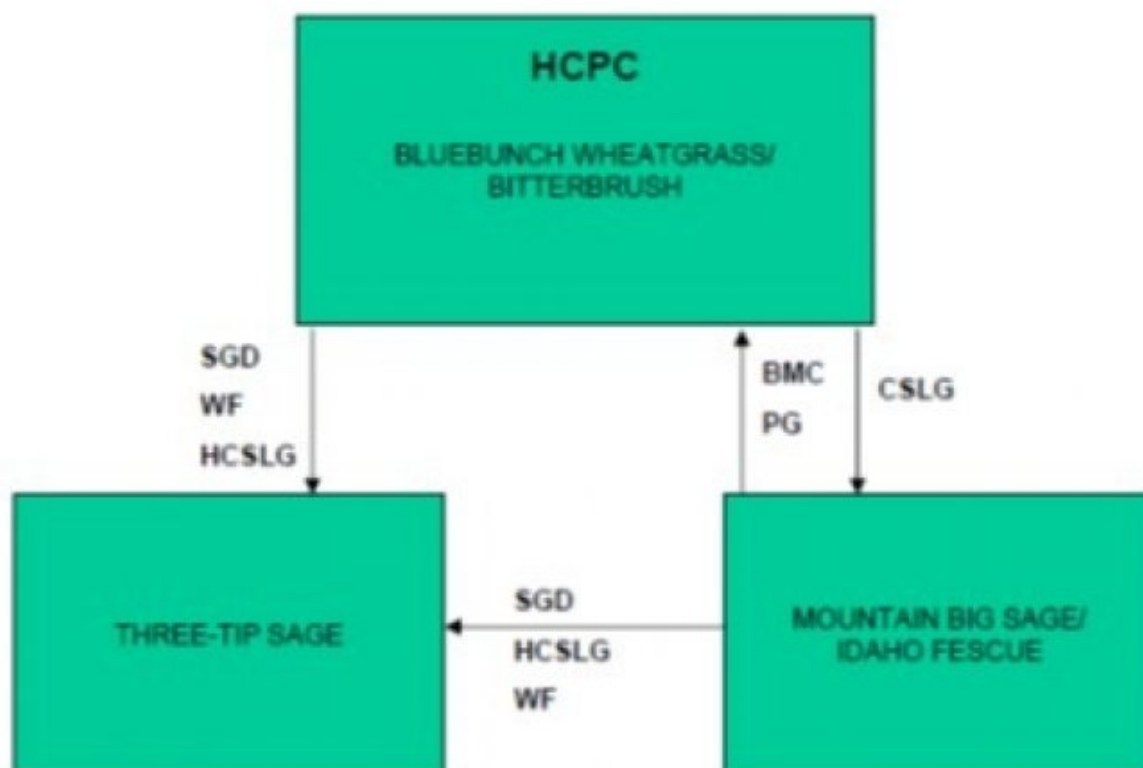 HCPC
BLUEBUNCH WHEATGRASS/
BITTERBRUSH
SGD
WF
HCSLG
BMC
PG
CSLG
THREE-TIP SAGE
SGD
HCSLG
WF
MOUNTAIN BIG SAGE/
IDAHO FESCUE